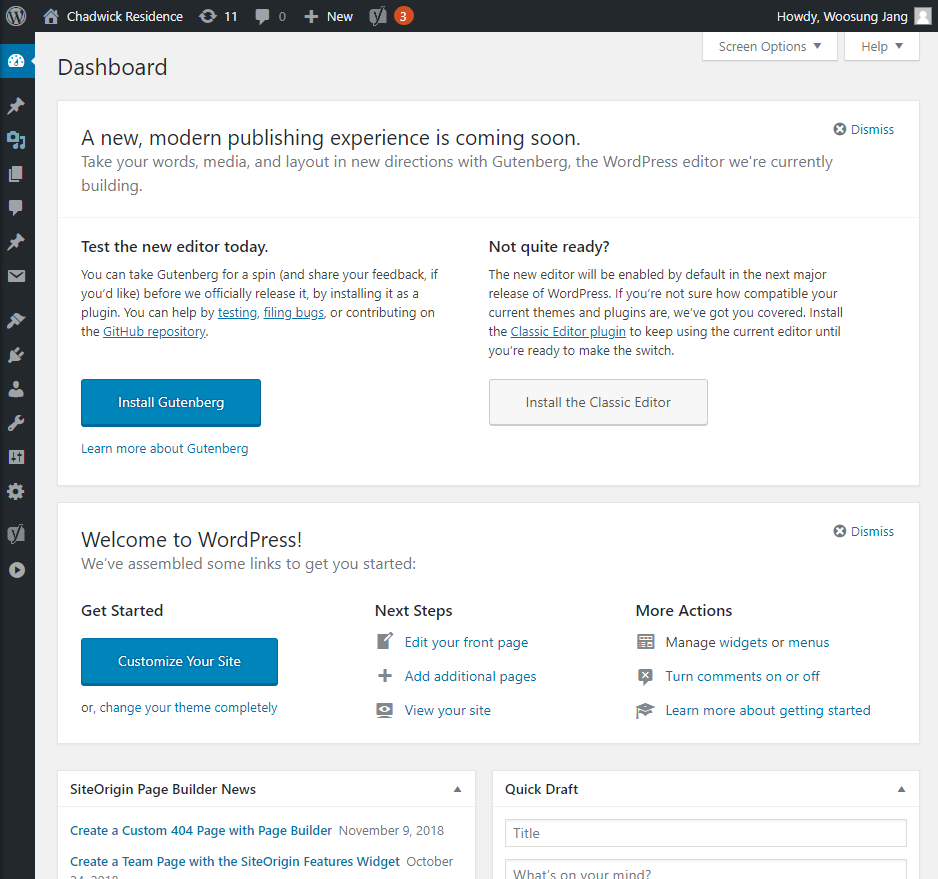 Chadwick Residence 11 0 New 3 Howdy, Woosung Jang
Screen Options Help
Dashboard
A new, modern publishing experience is coming soon.
Dismiss
Take your words, media, and layout in new directions with Gutenberg, the WordPress editor we're currently
building.
Test the new editor today.
You can take Gutenberg for a spin (and share your feedback, if
you'd like) before we officially release it, by installing it as a
plugin. You can help by testing, filing bugs, or contributing on
the GitHub repository.
Install Gutenberg
Learn more about Gutenberg
Not quite ready?
The new editor will be enabled by default in the next major
release of WordPress. If you're not sure how compatible your
current themes and plugins are, we've got you covered. Install
the Classic Editor plugin to keep using the current editor until
you're ready to make the switch.
Install the Classic Editor
Welcome to WordPress!
Dismiss
We've assembled some links to get you started:
Get Started
Customize Your Site
or, change your theme completely
Next Steps
Edit your front page
Add additional pages
View your site
More Actions
Manage widgets or menus
Turn comments on or off
Learn more about getting started
SiteOrigin Page Builder News
Create a Custom 404 Page with Page Builder November 9, 2018
Create a Team Page with the SiteOrigin Features Widget October
24, 2018
Quick Draft
Title
What's on your mind?